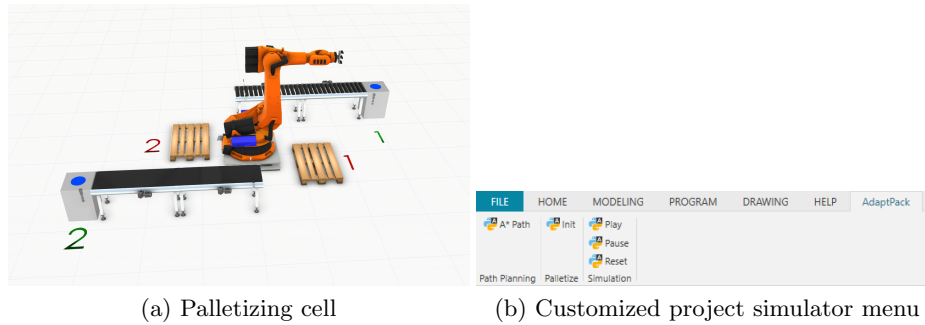 2
1
1
2
FILE HOME MODELING PROGRAM DRAWING HELP AdaptPack
A* Path Init Play
Pause
Reset
Path Planning Palletize Simulation
(a) Palletizing cell (b) Customized project simulator menu